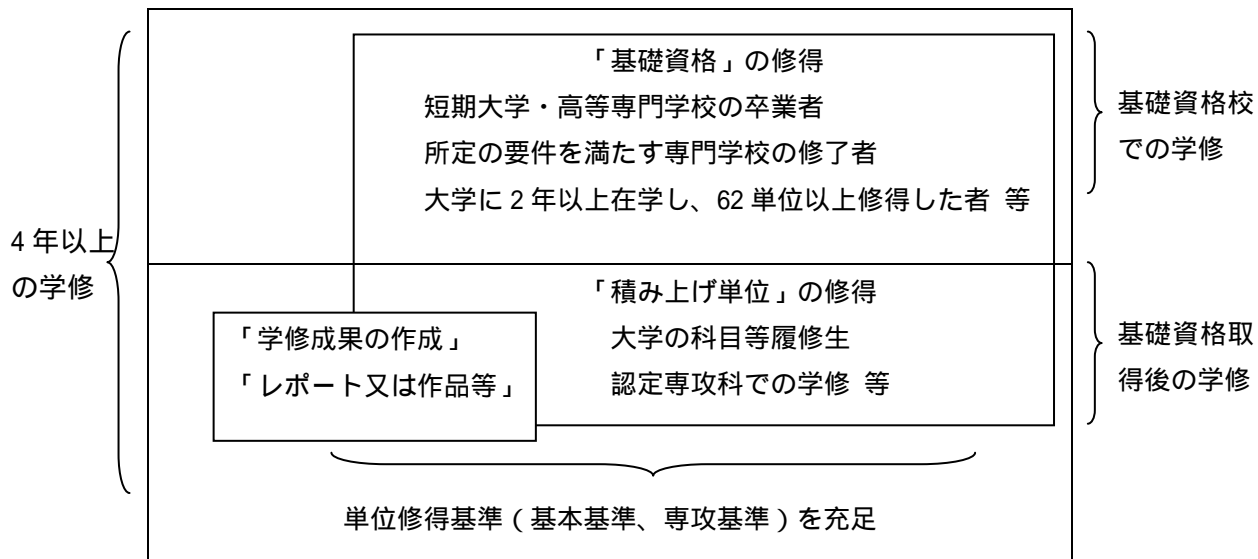 「基礎資格」の修得
短期大学・高等専門学校の卒業者
所定の要件を満たす専門学校の修了者
大学に2年以上在学し、62単位以上修得した者 等
基礎資格校
での学修
4年以上
の学修
「積み上げ単位」の修得
大学の科目等履修生
認定専攻科での学修 等
「学修成果の作成」
「レポート又は作品等」
基礎資格取
得後の学修
単位修得基準(基本基準、専攻基準)を充足